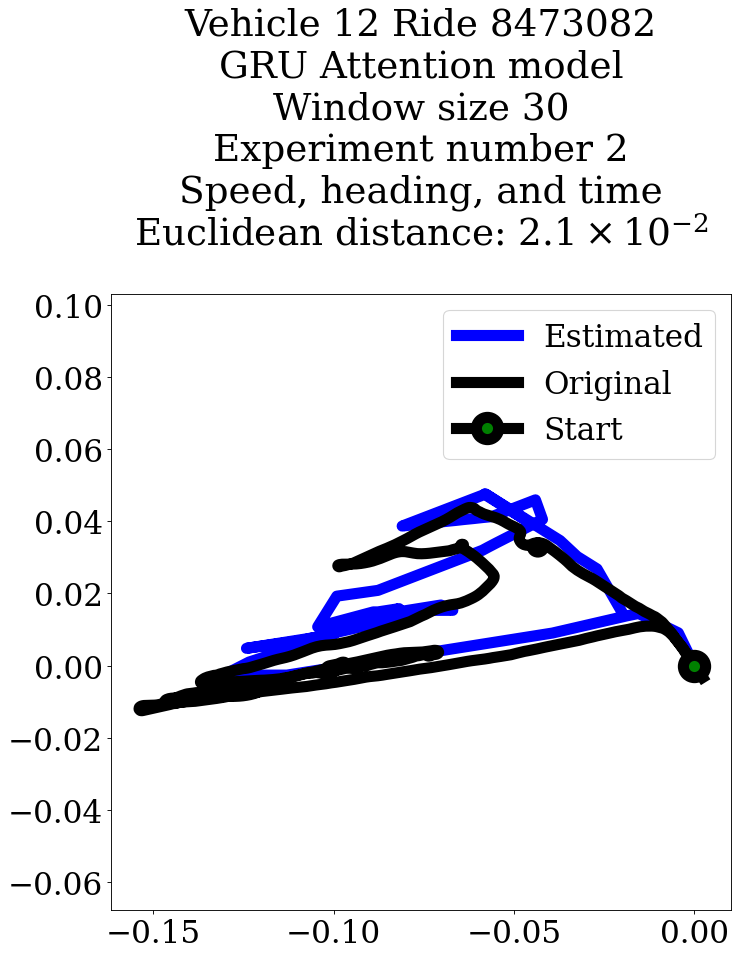 Vehicle 12 Ride 8473082
GRU Attention model
Window size 30
Experiment number 2
Speed, heading, and time
Euclidean distance: 2.1 × 10⁻²
Estimated
Original
Start
0.10
0.08
0.06
0.04
0.02
0.00
−0.02
−0.04
−0.06
−0.15
−0.10
−0.05
0.00